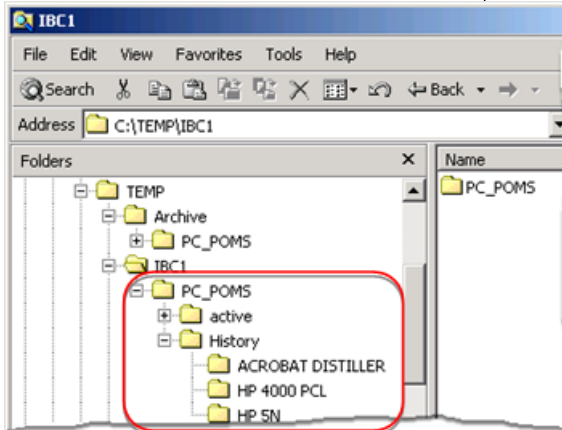 IBC1
File Edit View Favorites Tools Help
Search Back
Address C:\TEMP\IBC1
Folders
Name
TEMP
PC_POMS
Archive
PC_POMS
IBC1
PC_POMS
active
History
ACROBAT DISTILLER
HP 4000 PCL
HP 5N